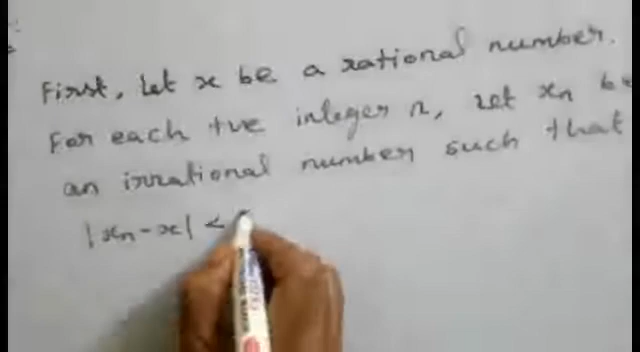 First, let x be a rational number.
For each +ve integer n, let xn be
an irrational number such that
|xn-x| <